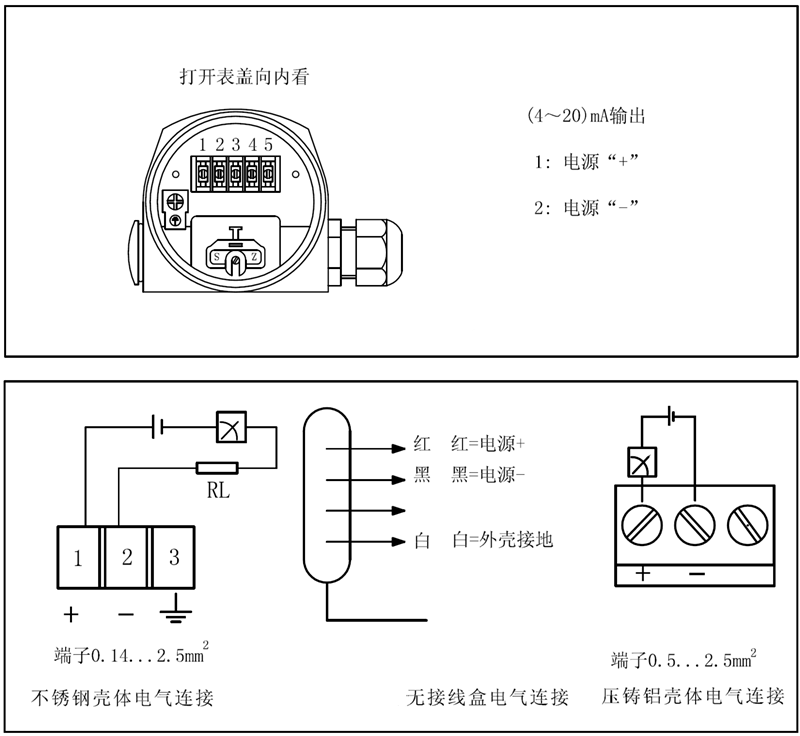 打开表盖向内看
(4～20)mA输出
1: 电源“+”
2: 电源“-”
1 2 3 4 5
S Z
红 红=电源+
黑 黑=电源-
白 白=外壳接地
RL
1 2 3
+ -
+ -
端子0.14...2.5mm²
端子0.5...2.5mm²
不锈钢壳体电气连接
无接线盒电气连接
压铸铝壳体电气连接